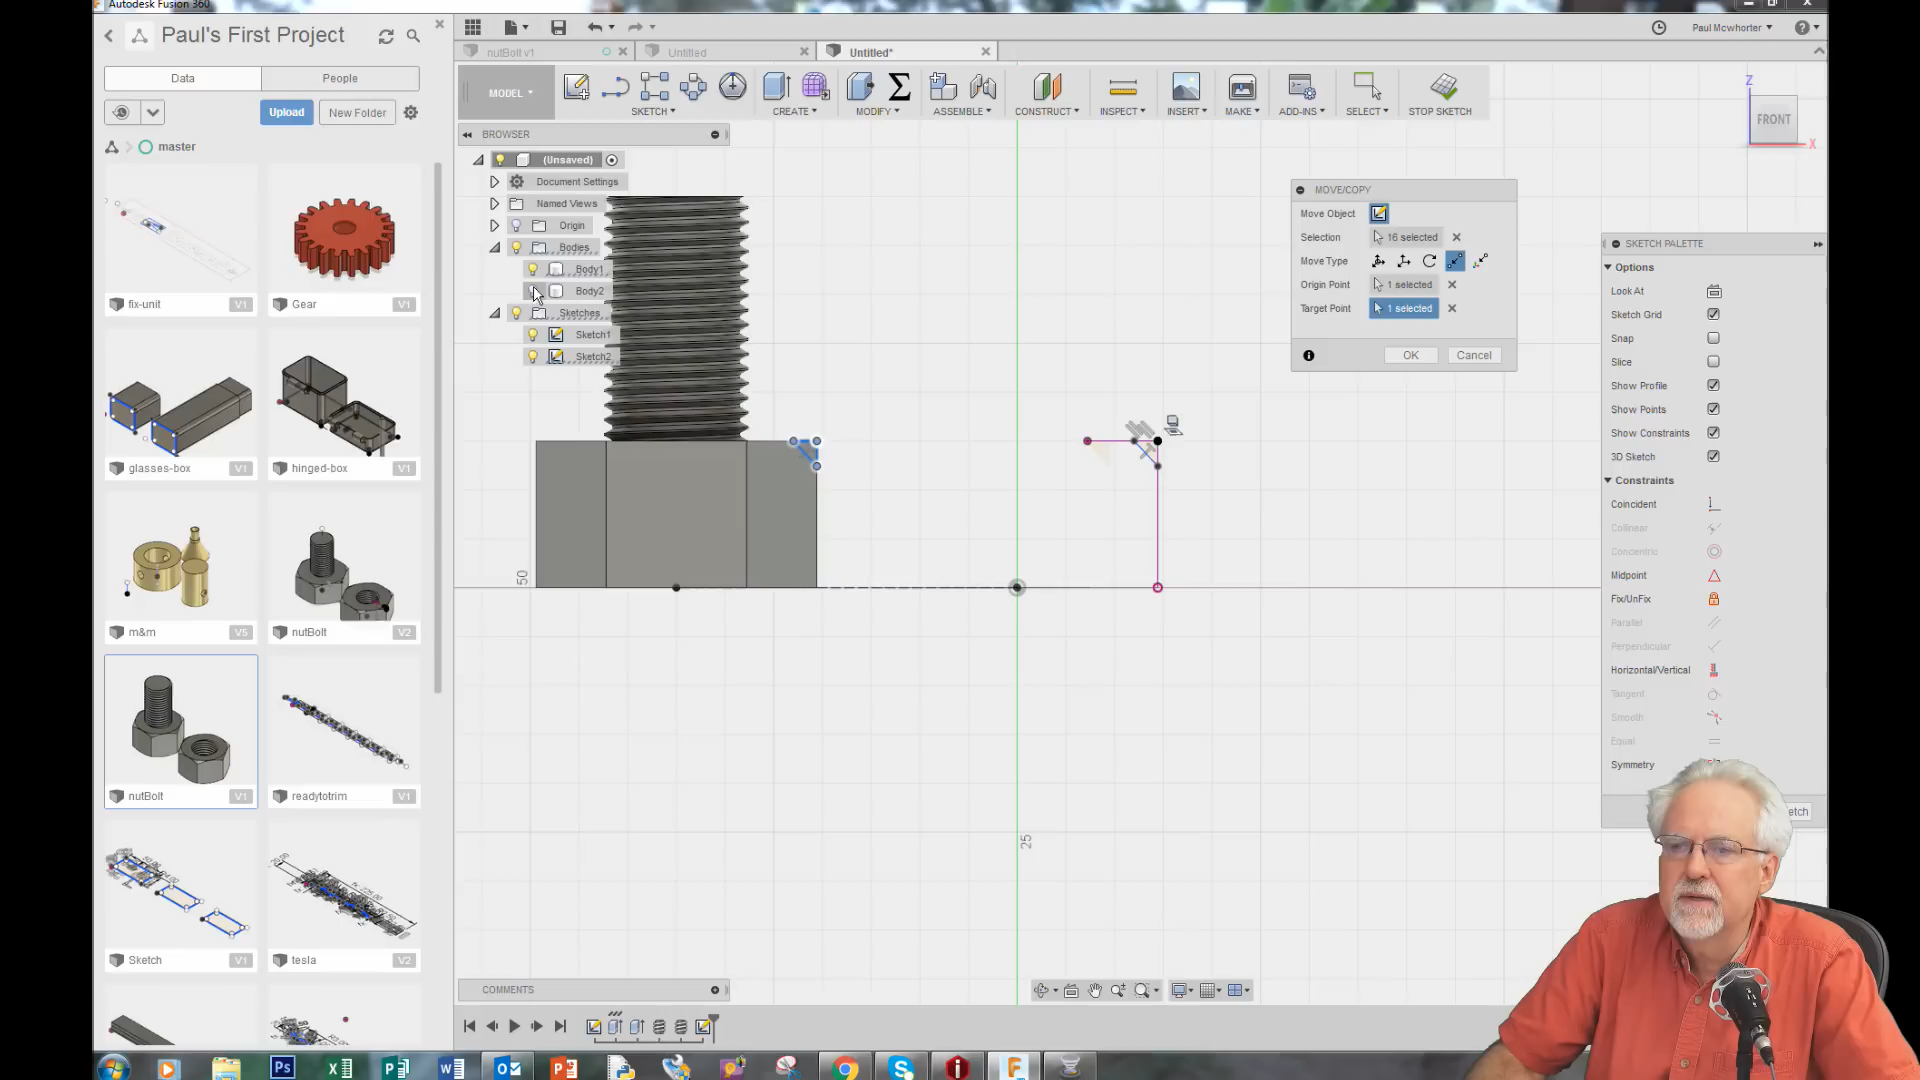 Autodesk Fusion 360
Paul's First Project
Data
People
Upload
New Folder
master
fix-unit
V1
Gear
V1
glasses-box
V1
hinged-box
V1
m&m
V5
nutBolt
V2
nutBolt
V1
readytotrim
V1
Sketch
V1
tesla
V2
Paul Mcwhorter
nutBolt v1
Untitled
Untitled*
MODEL
SKETCH
CREATE
MODIFY
ASSEMBLE
CONSTRUCT
INSPECT
INSERT
MAKE
ADD-INS
SELECT
STOP SKETCH
BROWSER
(Unsaved)
Document Settings
Named Views
Origin
Bodies
Body1
Body2
Sketches
Sketch1
Sketch2
Z
FRONT
X
MOVE/COPY
Move Object
Selection
16 selected
Move Type
Origin Point
1 selected
Target Point
1 selected
OK
Cancel
SKETCH PALETTE
Options
Look At
Sketch Grid
Snap
Slice
Show Profile
Show Points
Show Constraints
3D Sketch
Constraints
Coincident
Collinear
Concentric
Midpoint
Fix/UnFix
Parallel
Perpendicular
Horizontal/Vertical
Tangent
Smooth
Equal
Symmetry
etch
50
25
COMMENTS